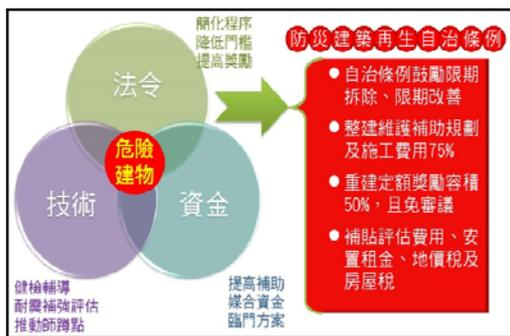 簡化程序
降低門檻
提高獎勵
防災建築再生自治條例
法令
危險
建物
技術
資金
健檢輔導
耐震補強評估
推動師蹲點
提高補助
媒合資金
臨門方案
• 自治條例鼓勵限期
拆除、限期改善
• 整建維護補助規劃
及施工費用75%
• 重建定額獎勵容積
50%,且免審議
• 補貼評估費用、安
置租金、地價稅及
房屋稅